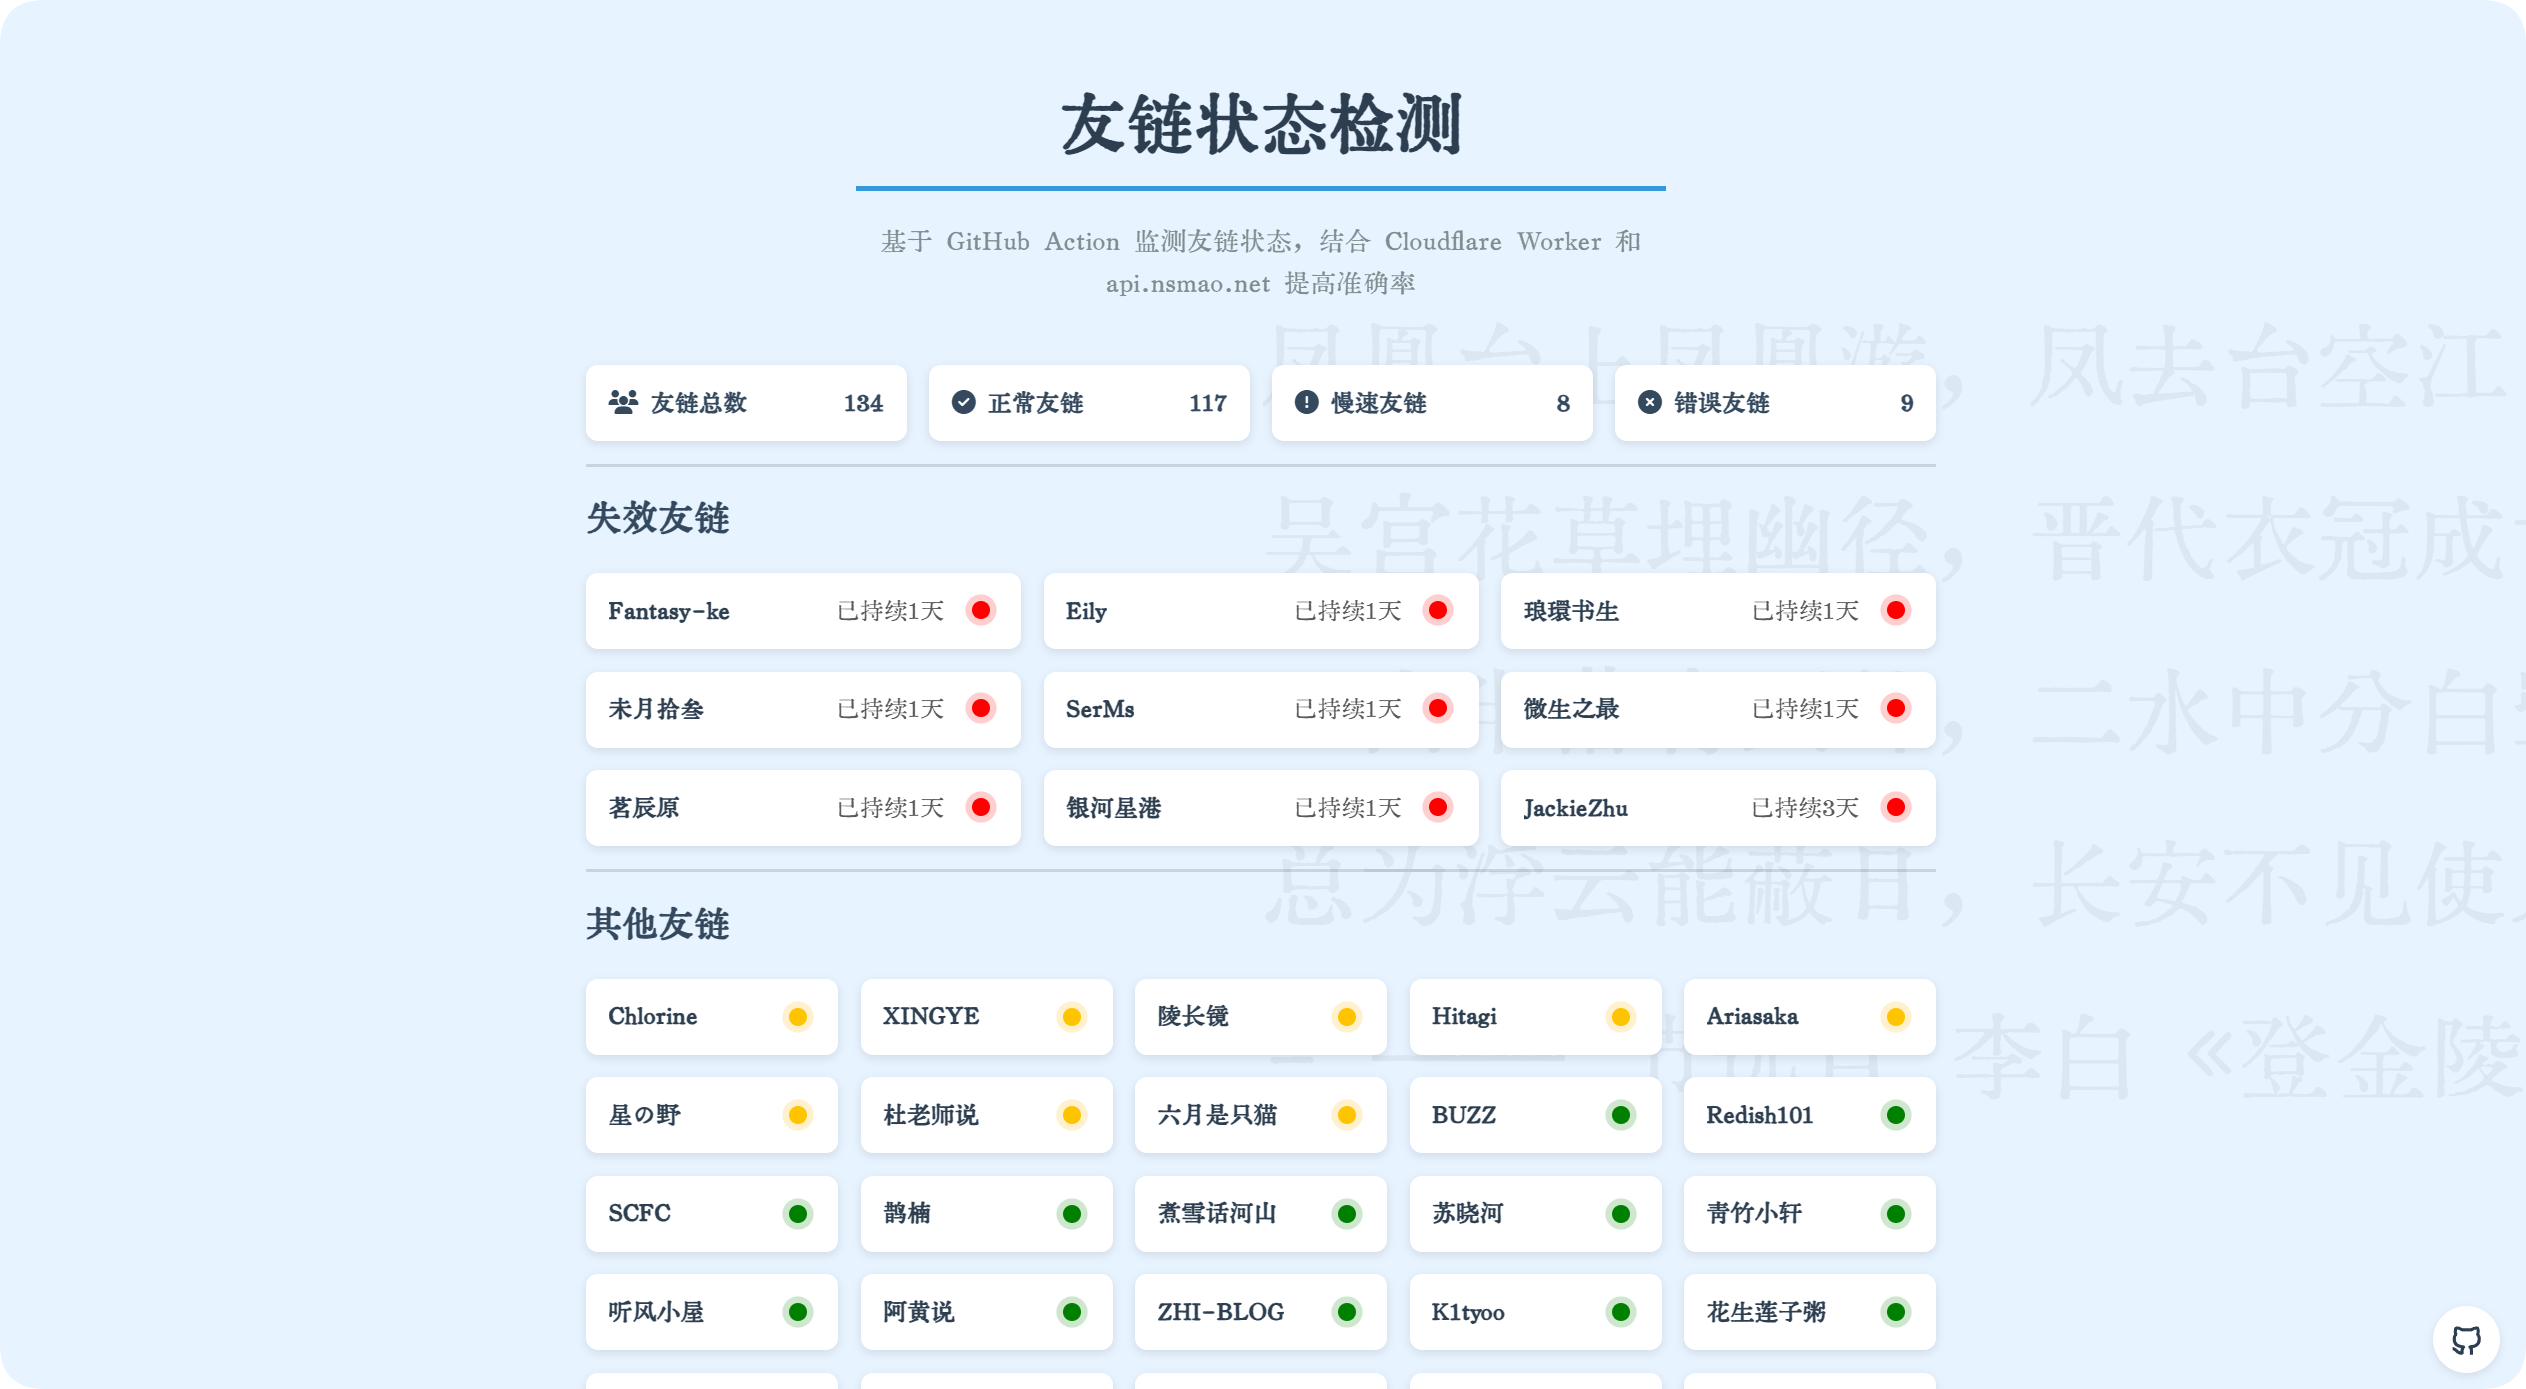 友链状态检测
基于 GitHub Action 监测友链状态，结合 Cloudflare Worker 和
api.nsmao.net 提高准确率
凤凰台上凤凰游，凤去台空江
友链总数 134 正常友链 117 慢速友链 8 错误友链 9
失效友链
吴宫花草埋幽径，晋代衣冠成
Fantasy-ke 已持续1天 Eily 已持续1天 琅環书生 已持续1天
，二水中分白
未月拾叁 已持续1天 SerMs 已持续1天 微生之最 已持续1天
茗辰原 已持续1天 银河星港 已持续1天 JackieZhu 已持续3天
总为浮云能蔽日，长安不见使
其他友链
Chlorine XINGYE 陵长镜 Hitagi Ariasaka
李白《登金陵
星の野 杜老师说 六月是只猫 BUZZ Redish101
SCFC 鹊楠 煮雪话河山 苏晓河 青竹小轩
听风小屋 阿黄说 ZHI-BLOG K1tyoo 花生莲子粥